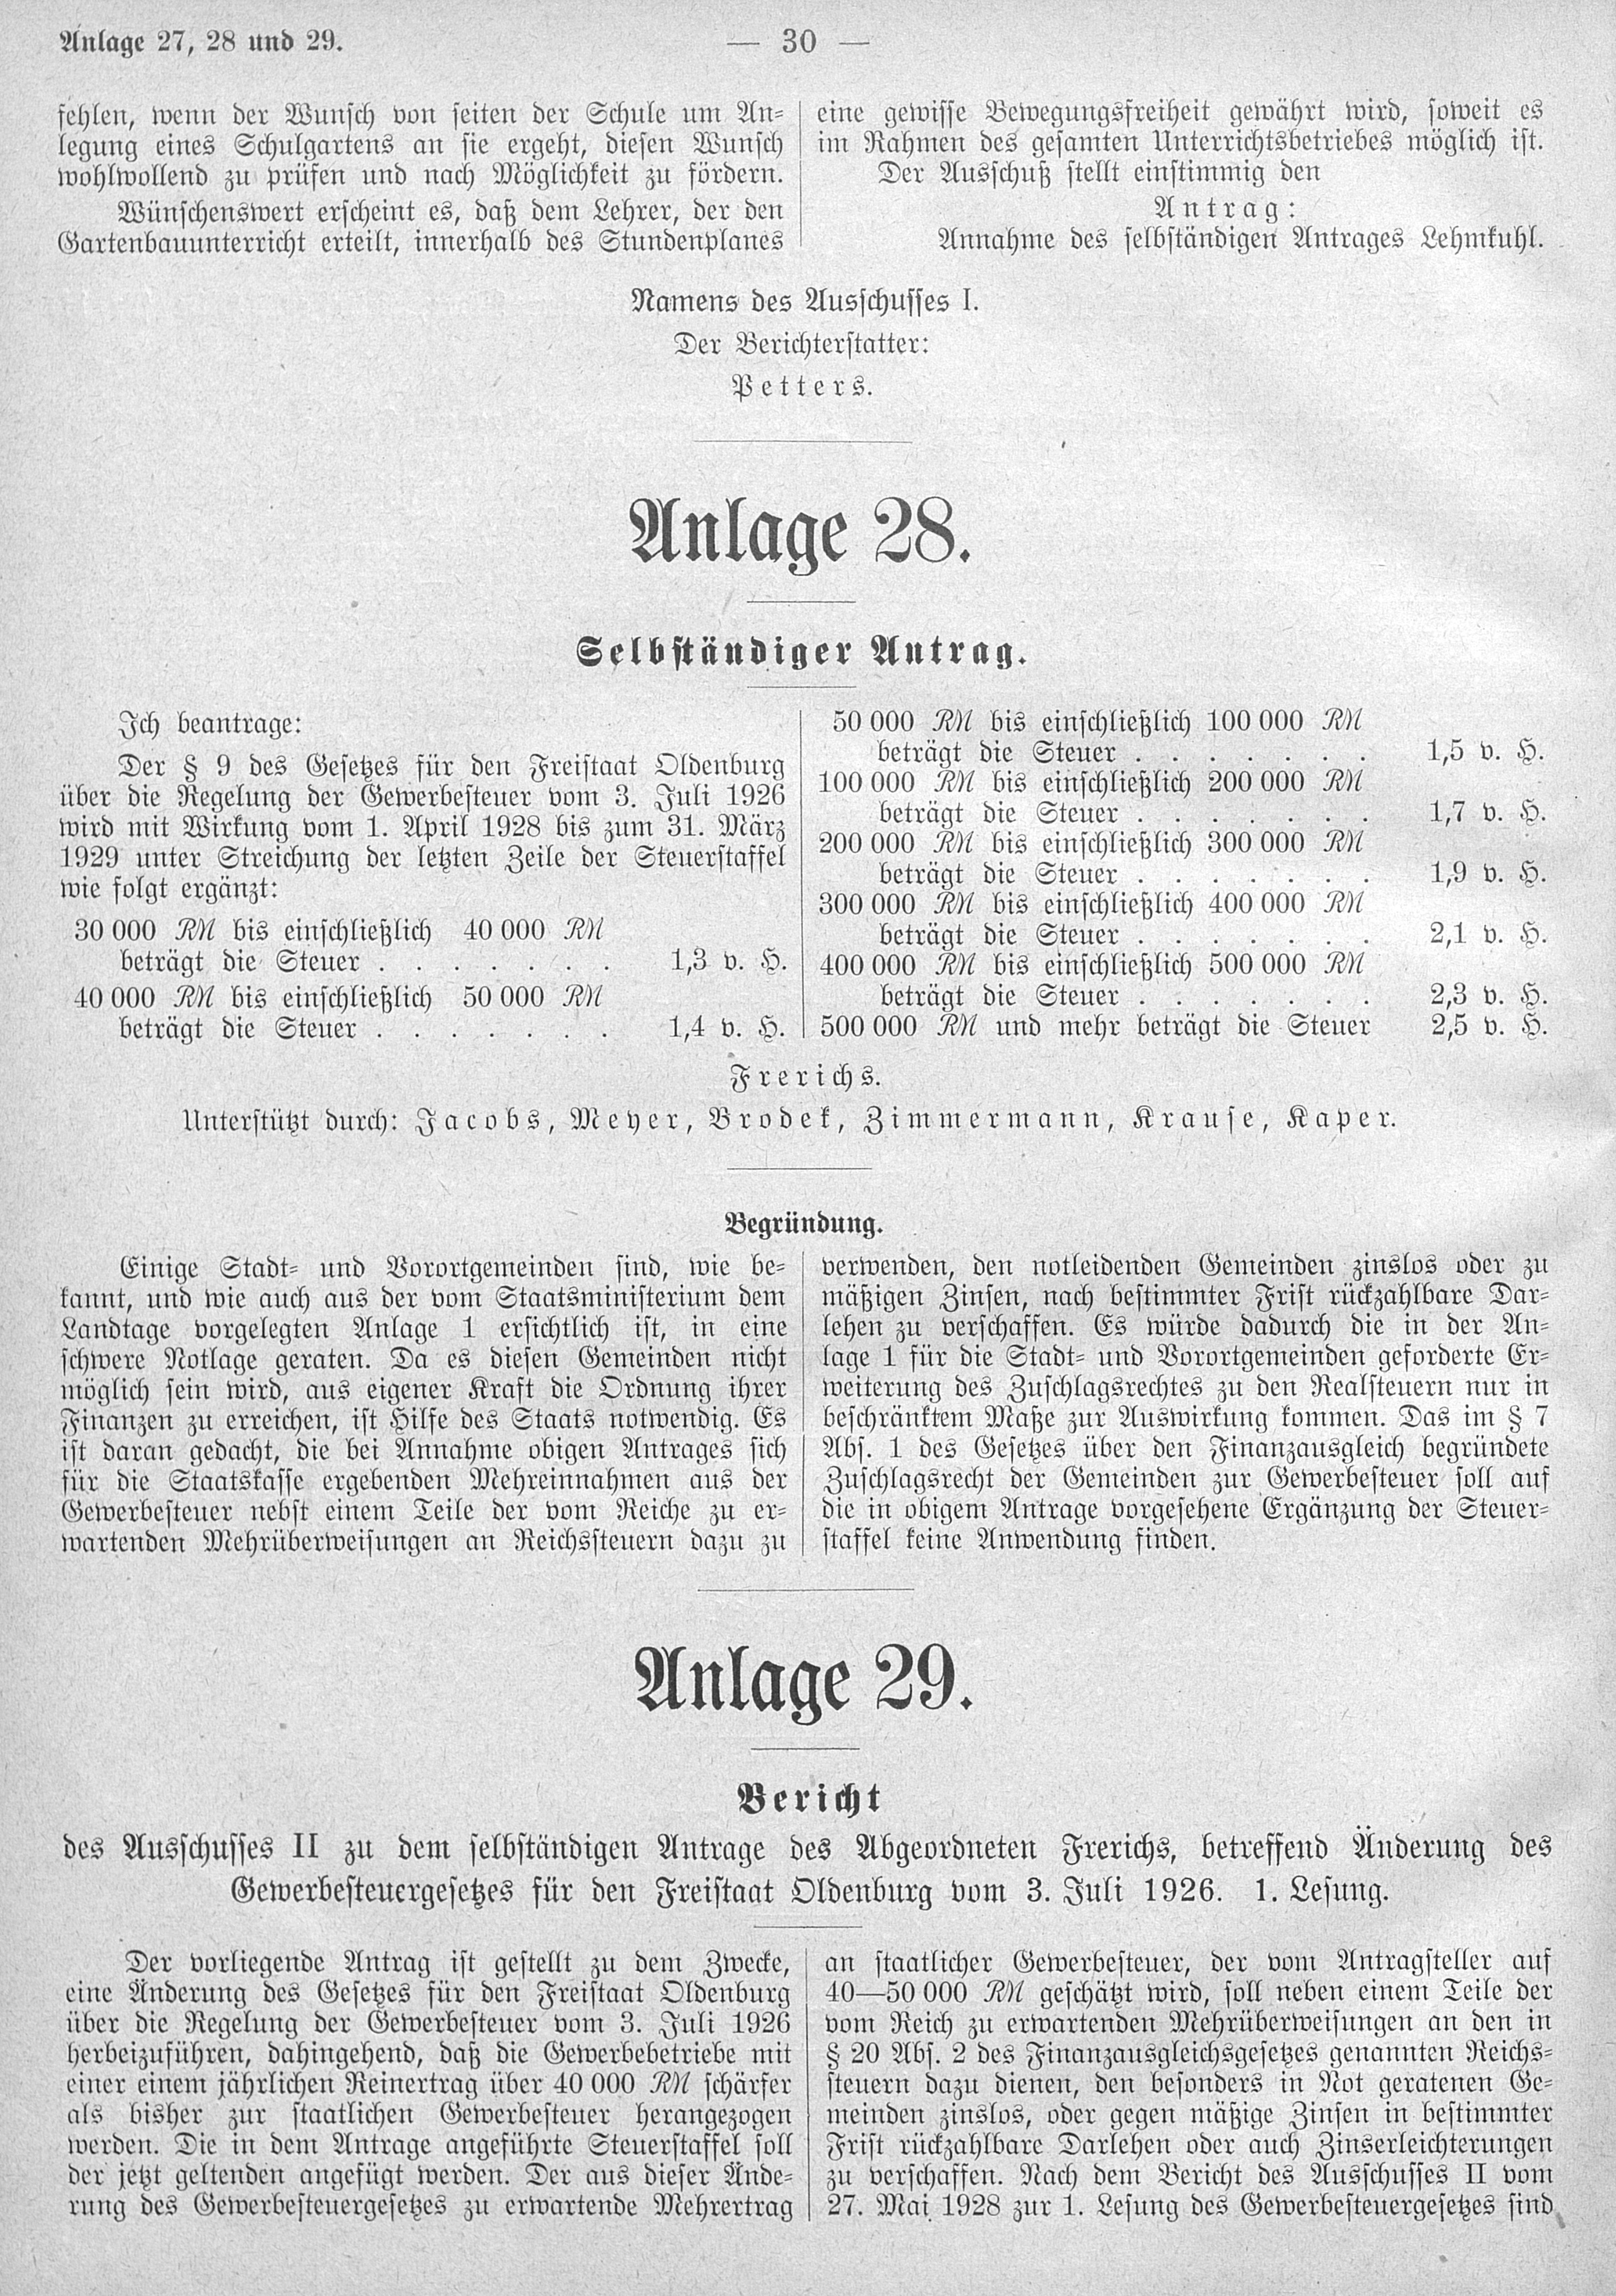 Anlage 27, 28 und 29.
— 30 —
fehlen, wenn der Wunsch von seiten der Schule um An-
legung eines Schulgartens an sie ergeht, diesen Wunsch
wohlwollend zu prüfen und nach Möglichkeit zu fördern.
Wünschenswert erscheint es, daß dem Lehrer, der den
Gartenbauunterricht erteilt, innerhalb des Stundenplanes
eine gewisse Bewegungsfreiheit gewährt wird, soweit es
im Rahmen des gesamten Unterrichtsbetriebes möglich ist.
Der Ausschuß stellt einstimmig den
Antrag:
Annahme des selbständigen Antrages Lehmkuhl.
Namens des Ausschusses I.
Der Berichterstatter:
Petters.
Anlage 28.
Selbständiger Antrag.
Ich beantrage:
Der § 9 des Gesetzes für den Freistaat Oldenburg
über die Regelung der Gewerbesteuer vom 3. Juli 1926
wird mit Wirkung vom 1. April 1928 bis zum 31. März
1929 unter Streichung der letzten Zeile der Steuerstaffel
wie folgt ergänzt:
30 000 RM bis einschließlich 40 000 RM
beträgt die Steuer . . . . . . . 1,3 v. H.
40 000 RM bis einschließlich 50 000 RM
beträgt die Steuer . . . . . . . 1,4 v. H.
50 000 RM bis einschließlich 100 000 RM
beträgt die Steuer . . . . . . . 1,5 v. H.
100 000 RM bis einschließlich 200 000 RM
beträgt die Steuer . . . . . . . 1,7 v. H.
200 000 RM bis einschließlich 300 000 RM
beträgt die Steuer . . . . . . . 1,9 v. H.
300 000 RM bis einschließlich 400 000 RM
beträgt die Steuer . . . . . . . 2,1 v. H.
400 000 RM bis einschließlich 500 000 RM
beträgt die Steuer . . . . . . . 2,3 v. H.
500 000 RM und mehr beträgt die Steuer 2,5 v. H.
Frerichs.
Unterstützt durch: Jacobs, Meyer, Brodek, Zimmermann, Krause, Kaper.
Begründung.
Einige Stadt- und Vorortgemeinden sind, wie be-
kannt, und wie auch aus der vom Staatsministerium dem
Landtage vorgelegten Anlage 1 ersichtlich ist, in eine
schwere Notlage geraten. Da es diesen Gemeinden nicht
möglich sein wird, aus eigener Kraft die Ordnung ihrer
Finanzen zu erreichen, ist Hilfe des Staats notwendig. Es
ist daran gedacht, die bei Annahme obigen Antrages sich
für die Staatskasse ergebenden Mehreinnahmen aus der
Gewerbesteuer nebst einem Teile der vom Reiche zu er-
wartenden Mehrüberweisungen an Reichssteuern dazu zu
verwenden, den notleidenden Gemeinden zinslos oder zu
mäßigen Zinsen, nach bestimmter Frist rückzahlbare Dar-
lehen zu verschaffen. Es würde dadurch die in der An-
lage 1 für die Stadt- und Vorortgemeinden geforderte Er-
weiterung des Zuschlagsrechtes zu den Realsteuern nur in
beschränktem Maße zur Auswirkung kommen. Das im § 7
Abs. 1 des Gesetzes über den Finanzausgleich begründete
Zuschlagsrecht der Gemeinden zur Gewerbesteuer soll auf
die in obigem Antrage vorgesehene Ergänzung der Steuer-
staffel keine Anwendung finden.
Anlage 29.
Bericht
des Ausschusses II zu dem selbständigen Antrage des Abgeordneten Frerichs, betreffend Änderung des
Gewerbesteuergesetzes für den Freistaat Oldenburg vom 3. Juli 1926. 1. Lesung.
Der vorliegende Antrag ist gestellt zu dem Zwecke,
eine Änderung des Gesetzes für den Freistaat Oldenburg
über die Regelung der Gewerbesteuer vom 3. Juli 1926
herbeizuführen, dahingehend, daß die Gewerbebetriebe mit
einer einem jährlichen Reinertrag über 40 000 RM schärfer
als bisher zur staatlichen Gewerbesteuer herangezogen
werden. Die in dem Antrage angeführte Steuerstaffel soll
der jetzt geltenden angefügt werden. Der aus dieser Ände-
rung des Gewerbesteuergesetzes zu erwartende Mehrertrag
an staatlicher Gewerbesteuer, der vom Antragsteller auf
40—50 000 RM geschätzt wird, soll neben einem Teile der
vom Reich zu erwartenden Mehrüberweisungen an den in
§ 20 Abs. 2 des Finanzausgleichsgesetzes genannten Reichs-
steuern dazu dienen, den besonders in Not geratenen Ge-
meinden zinslos, oder gegen mäßige Zinsen in bestimmter
Frist rückzahlbare Darlehen oder auch Zinserleichterungen
zu verschaffen. Nach dem Bericht des Ausschusses II vom
27. Mai 1928 zur 1. Lesung des Gewerbesteuergesetzes sind